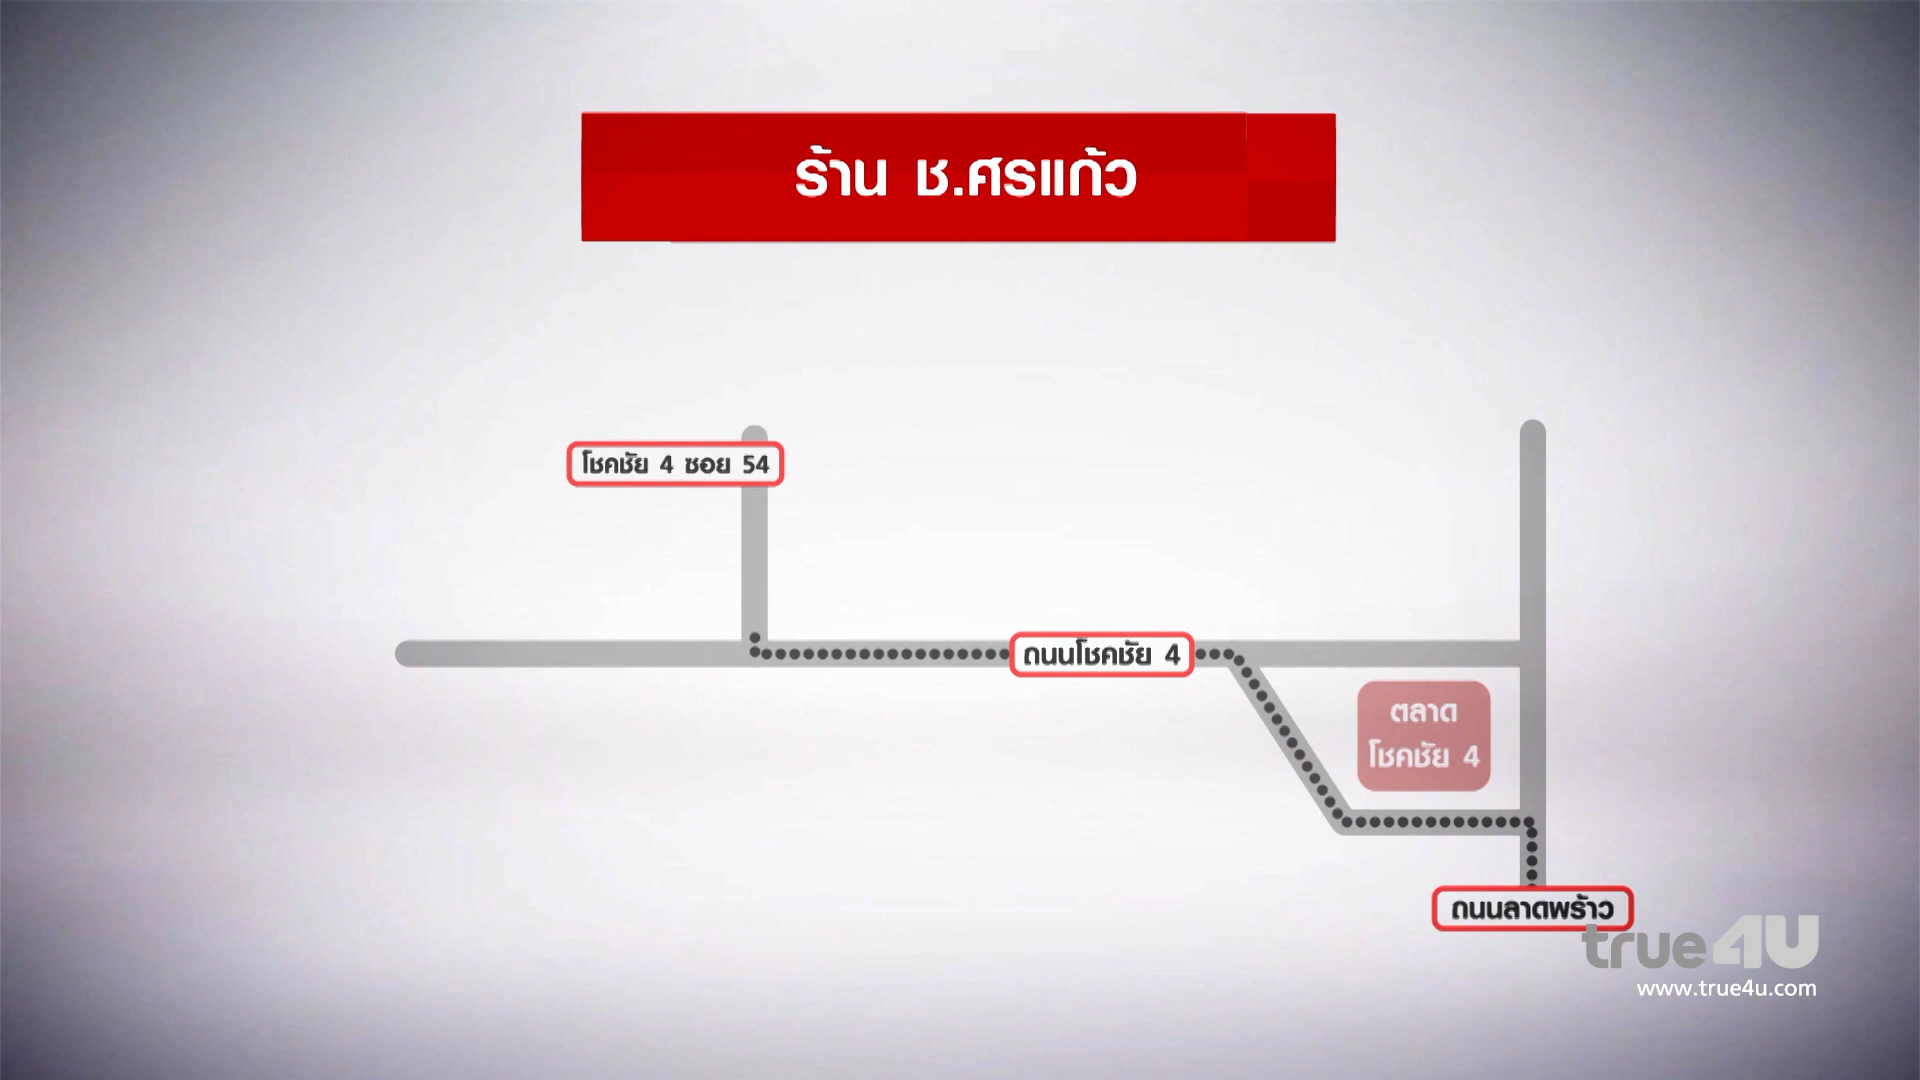 ร้าน ช.ศรแก้ว
โชคชัย 4 ซอย 54
ถนนโชคชัย 4
ตลาด
โชคชัย 4
ถนนลาดพร้าว
true4U
www.true4u.com